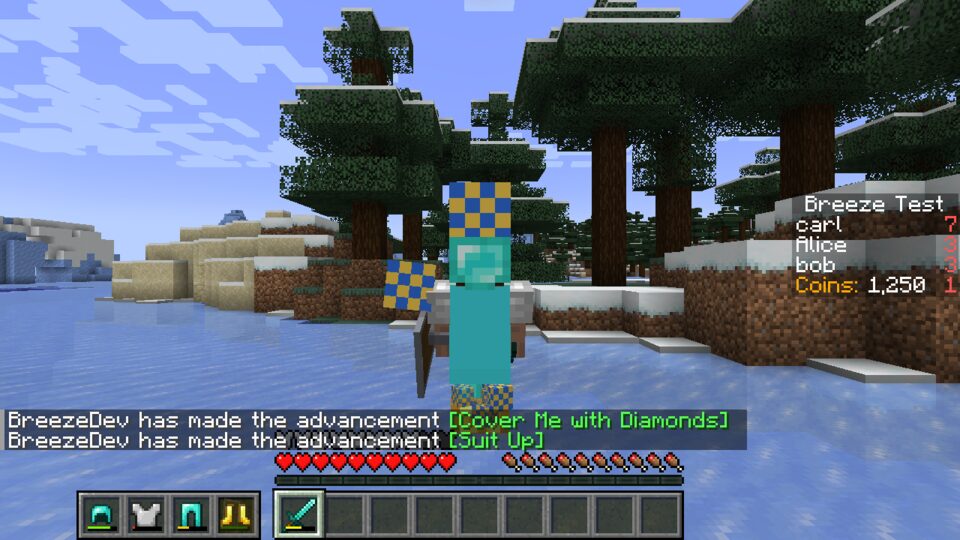 Breeze Test
carl 7
Alice 3
bob 3
Coins: 1,250 1
BreezeDev has made the advancement [Cover Me with Diamonds]
BreezeDev has made the advancement [Suit Up]